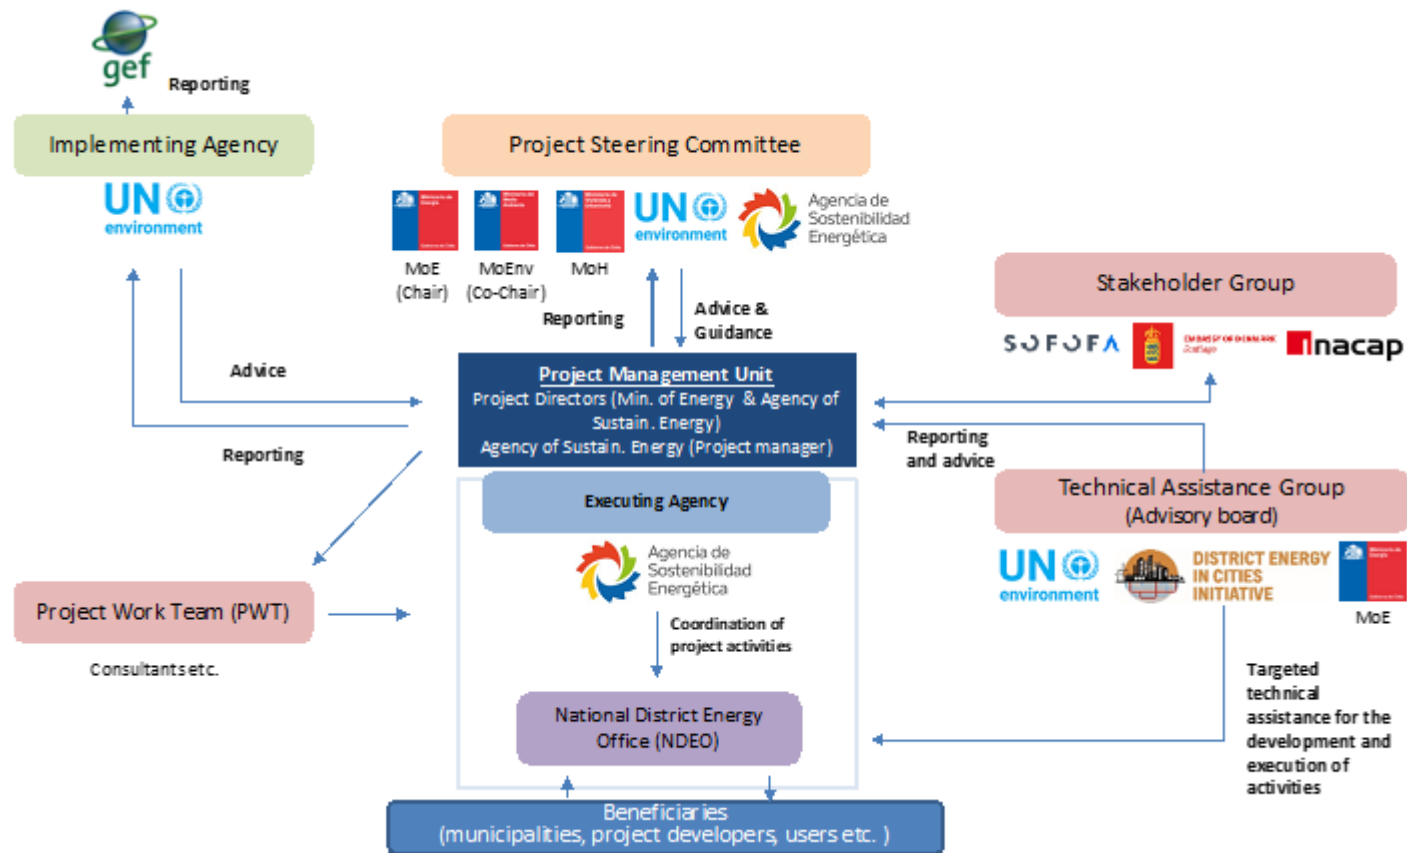 gef
Reporting
Implementing Agency
UN
environment
Project Steering Committee
MoE
(Chair)
MoEnv
(Co-Chair)
MoH
UN
environment
Agencia de
Sostenibilidad
Energética
Reporting
Advice &
Guidance
Stakeholder Group
SOFOFA
EMBASSY OF DENMARK
Santiago
inacap
Advice
Reporting
Project Management Unit
Project Directors (Min. of Energy & Agency of
Sustain. Energy)
Agency of Sustain. Energy (Project manager)
Reporting
and advice
Executing Agency
Agencia de
Sostenibilidad
Energética
Technical Assistance Group
(Advisory board)
UN
environment
DISTRICT ENERGY
IN CITIES
INITIATIVE
MoE
Project Work Team (PWT)
Consultants etc.
Coordination of
project activities
National District Energy
Office (NDEO)
Targeted
technical
assistance for the
development and
execution of
activities
Beneficiaries
(municipalities, project developers, users etc. )